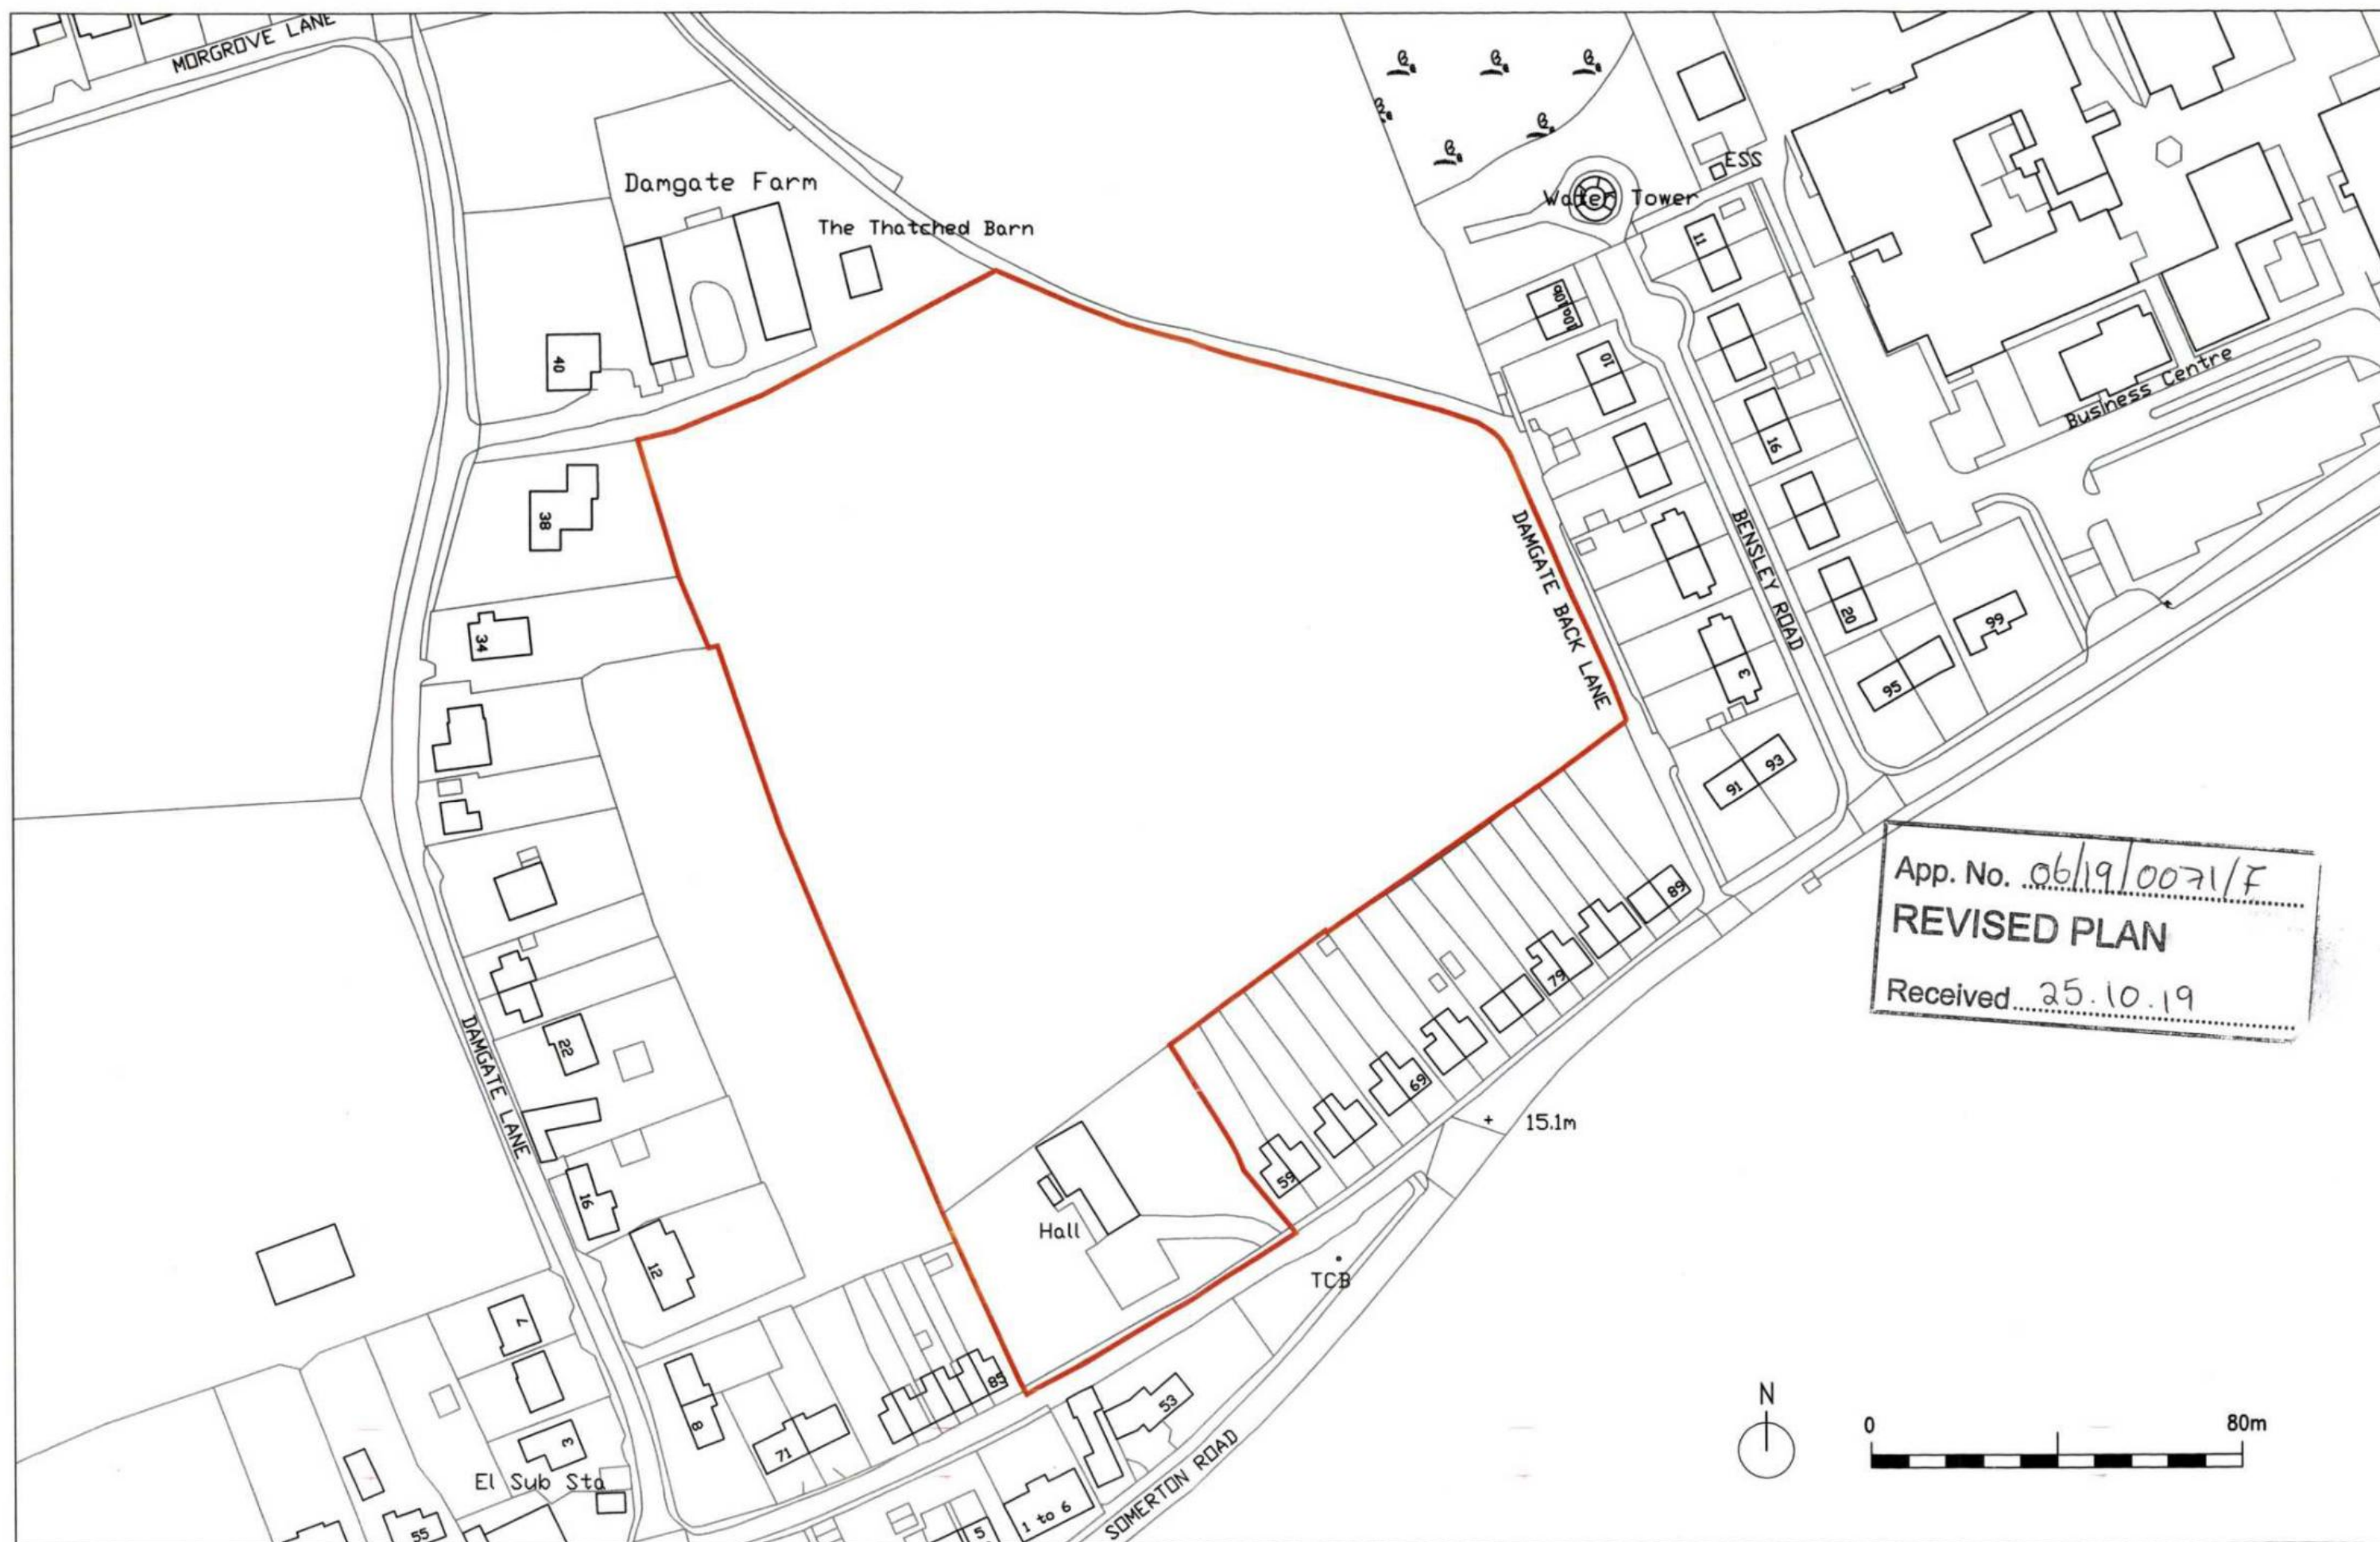 MORGROVE LANE
Damgate Farm
The Thatched Barn
ESS
Water Tower
11
10a
10b
10
40
16
Business Centre
38
DAMGATE BACK LANE
BENSLEY ROAD
34
20
99
3
95
93
91
App. No. 06/19/0071/F
REVISED PLAN
Received 25.10.19
89
79
69
59
22
DAMGATE LANE
+ 15.1m
16
Hall
12
TCB
7
N
0 80m
85
8
71
53
3
El Sub Sta
SOMERTON ROAD
1 to 6
5
55